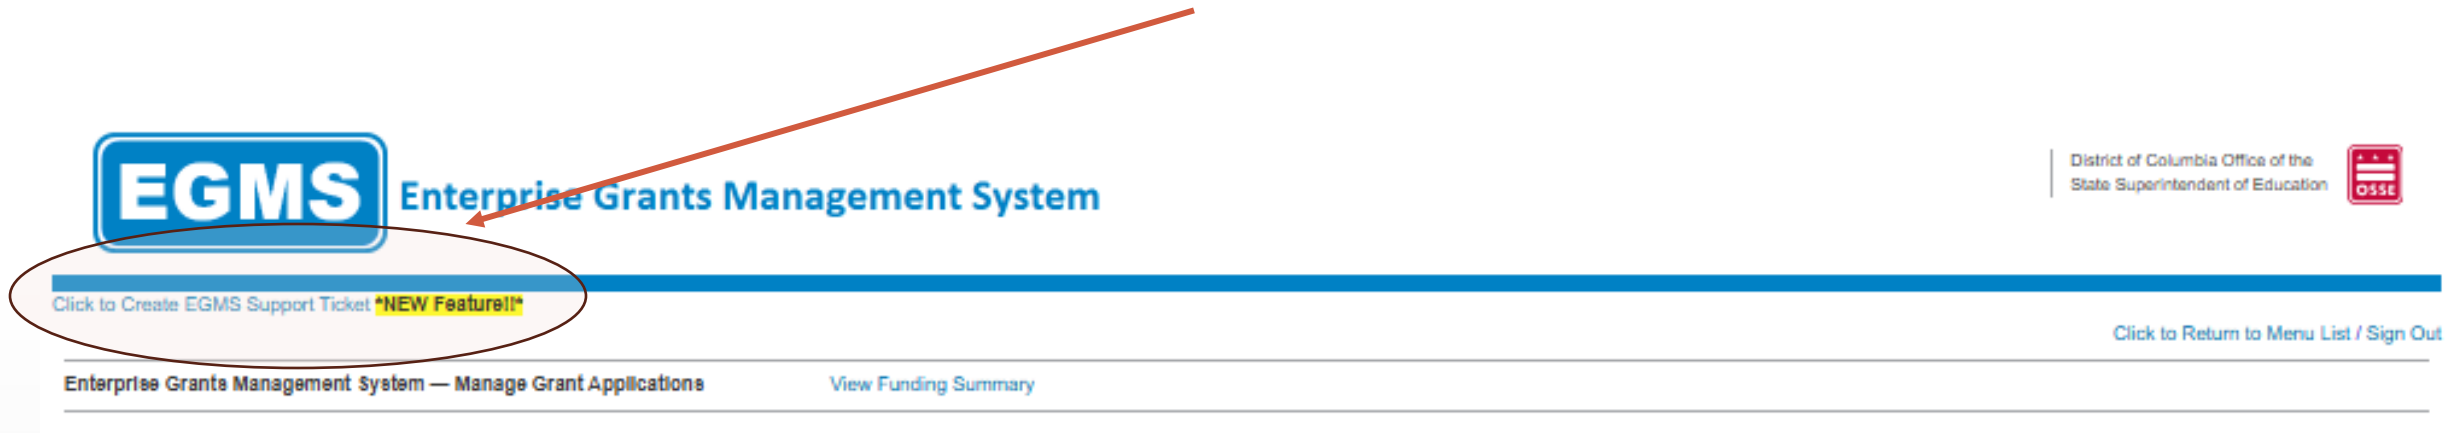 EGMS Enterprise Grants Management System
District of Columbia Office of the
State Superintendent of Education
OSSE
Click to Create EGMS Support Ticket *NEW Feature!!*
Click to Return to Menu List / Sign Out
Enterprise Grants Management System — Manage Grant Applications View Funding Summary